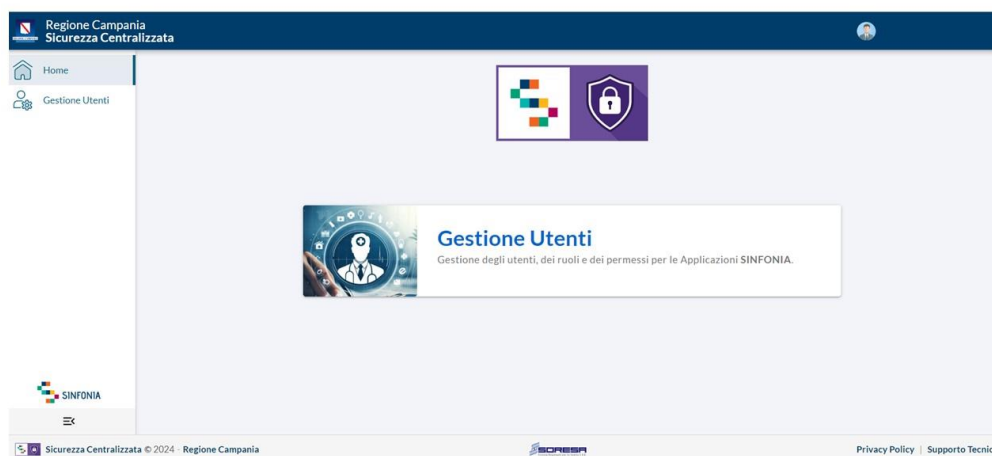 Regione Campania
Sicurezza Centralizzata
Home
Gestione Utenti
Gestione Utenti
Gestione degli utenti, dei ruoli e dei permessi per le Applicazioni SINFONIA.
SINFONIA
Sicurezza Centralizzata © 2024 - Regione Campania
SORESA
Privacy Policy | Supporto Tecnic